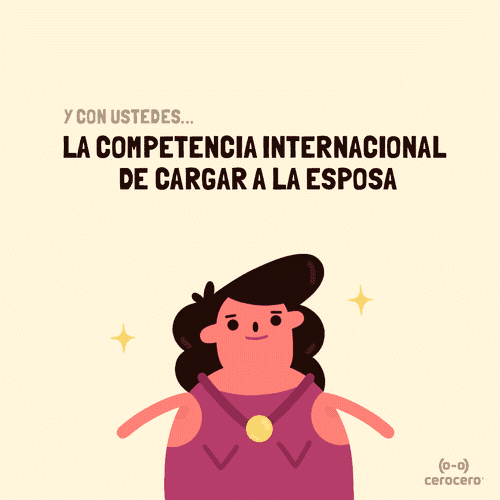 Y CON USTEDES...
LA COMPETENCIA INTERNACIONAL
DE CARGAR A LA ESPOSA
(o-o)
cerocero